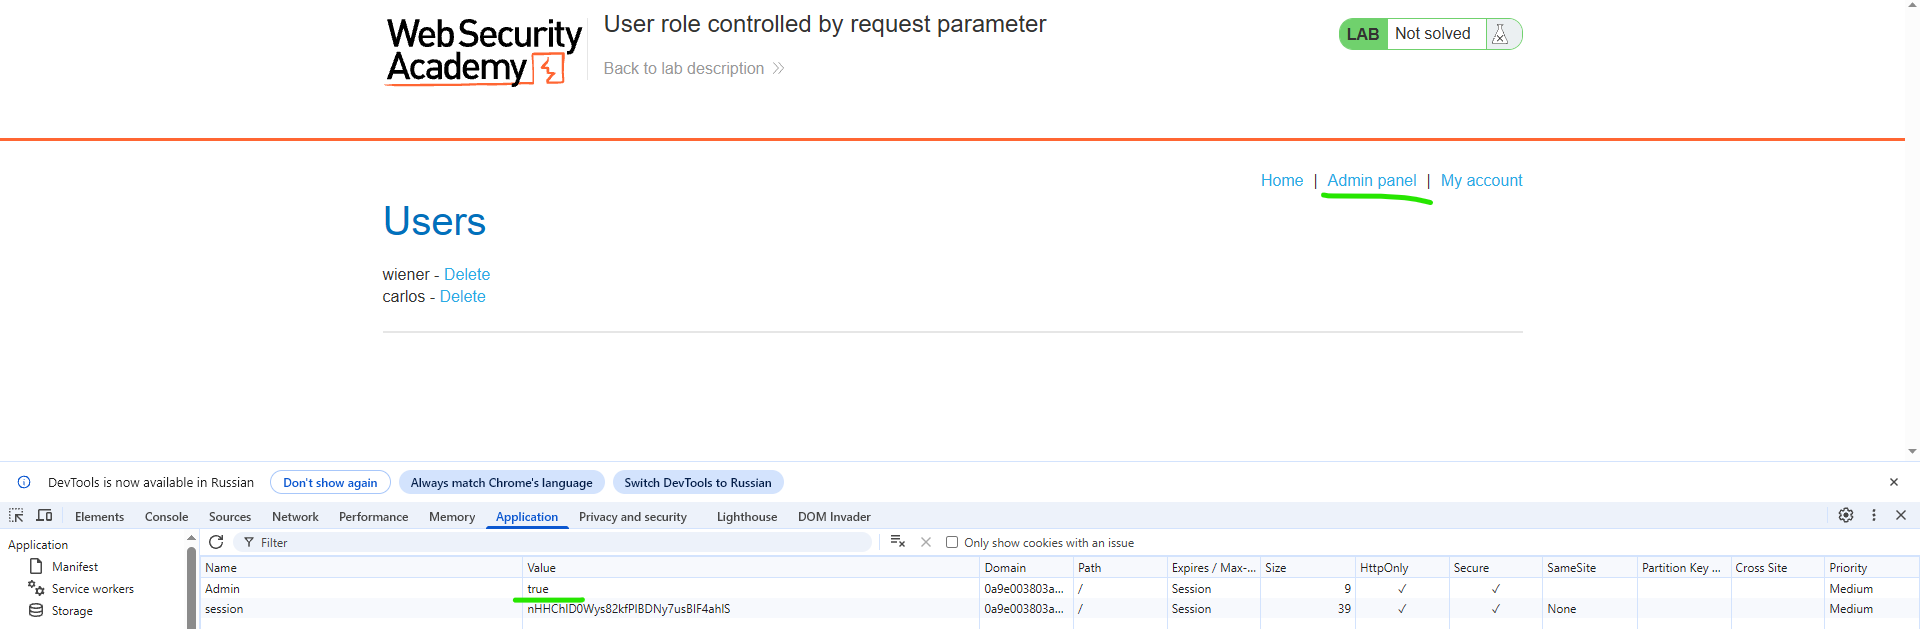 Web Security
Academy
User role controlled by request parameter
Back to lab description
LAB Not solved
Home | Admin panel | My account
Users
wiener - Delete
carlos - Delete
DevTools is now available in Russian Don't show again Always match Chrome's language Switch DevTools to Russian
Elements Console Sources Network Performance Memory Application Privacy and security Lighthouse DOM Invader
Application
Manifest
Service workers
Storage
Filter Only show cookies with an issue
Name Value Domain Path Expires / Max-... Size HttpOnly Secure SameSite Partition Key ... Cross Site Priority
Admin true 0a9e003803a... / Session 9 ✓ ✓ Medium
session 0a9e003803a... / Session 39 ✓ ✓ None Medium